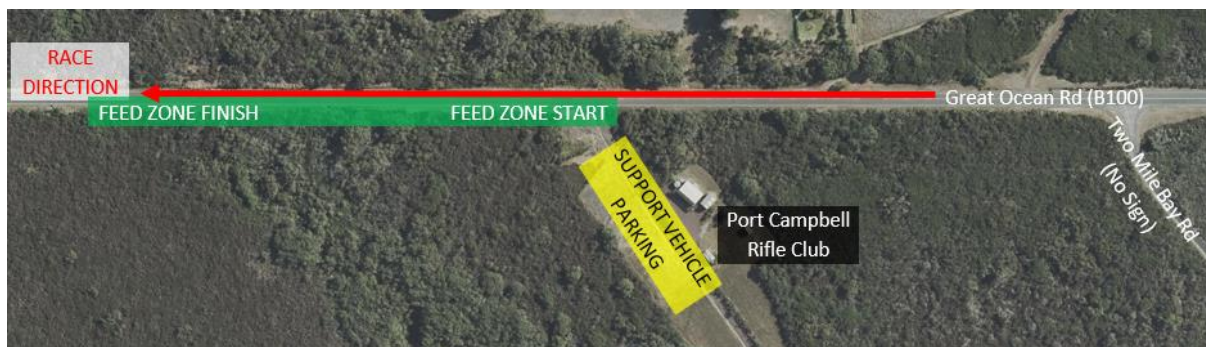 RACE
DIRECTION
Great Ocean Rd (B100)
FEED ZONE FINISH
FEED ZONE START
Two Mile Bay Rd
(No Sign)
SUPPORT VEHICLE
PARKING
Port Campbell
Rifle Club